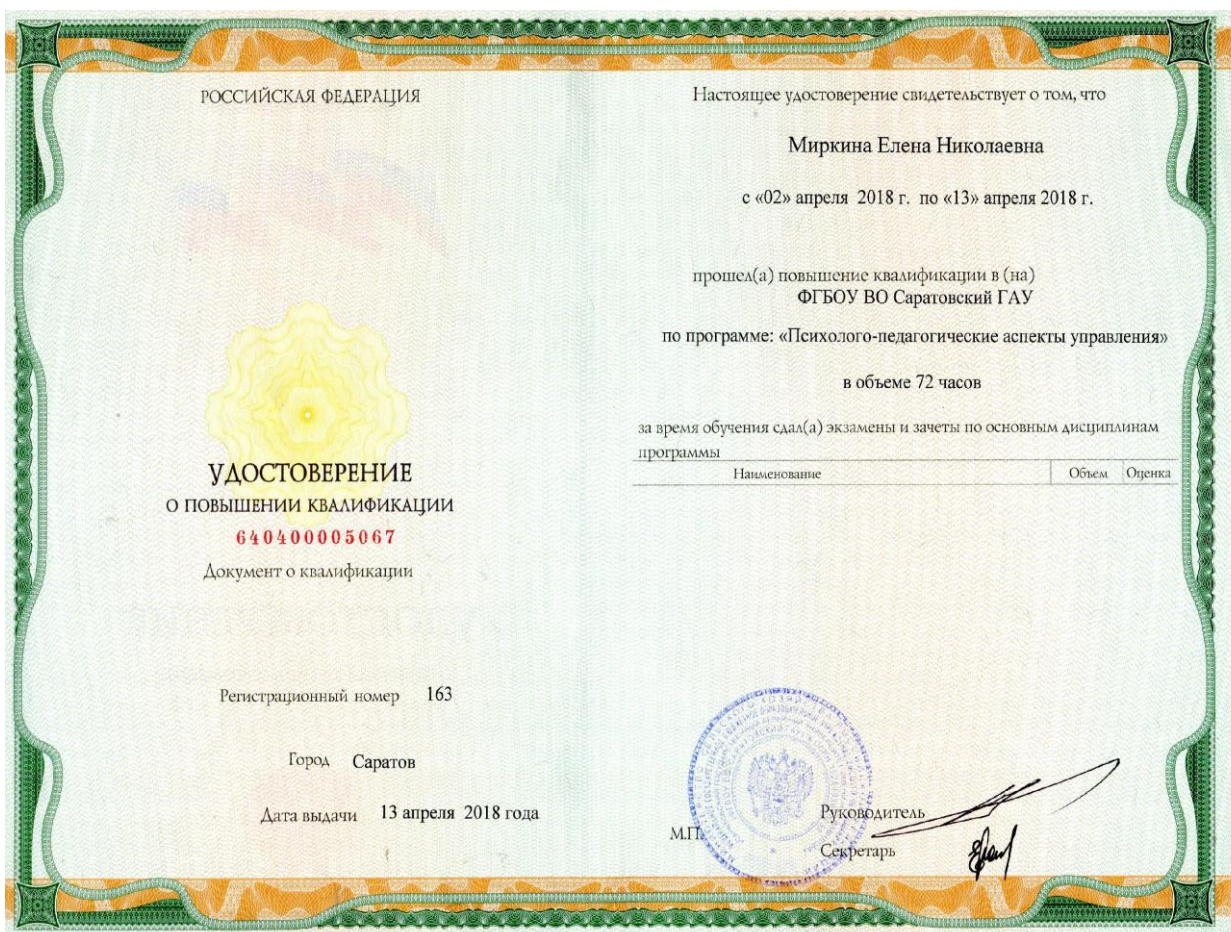 РОССИЙСКАЯ ФЕДЕРАЦИЯ
УДОСТОВЕРЕНИЕ
О ПОВЫШЕНИИ КВАЛИФИКАЦИИ
640400005067
Документ о квалификации
Регистрационный номер 163
Город Саратов
Дата выдачи 13 апреля 2018 года
Настоящее удостоверение свидетельствует о том, что
Миркина Елена Николаевна
с «02» апреля 2018 г. по «13» апреля 2018 г.
прошел(а) повышение квалификации в (на)
ФГБОУ ВО Саратовский ГАУ
по программе: «Психолого-педагогические аспекты управления»
в объеме 72 часов
за время обучения сдал(а) экзамены и зачеты по основным дисциплинам
программы
Наименование Объем Оценка
Руководитель
М.П.
Секретарь